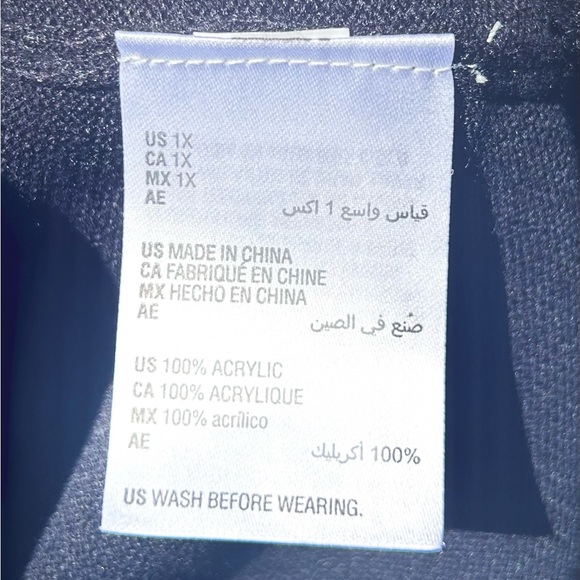 US 1X
CA 1X
MX 1X
AE
قياس واسع 1 اكس
US MADE IN CHINA
CA FABRIQUÉ EN CHINE
MX HECHO EN CHINA
AE
صُنع في الصين
US 100% ACRYLIC
CA 100% ACRYLIQUE
MX 100% acrílico
AE
100% أكريليك
US WASH BEFORE WEARING.